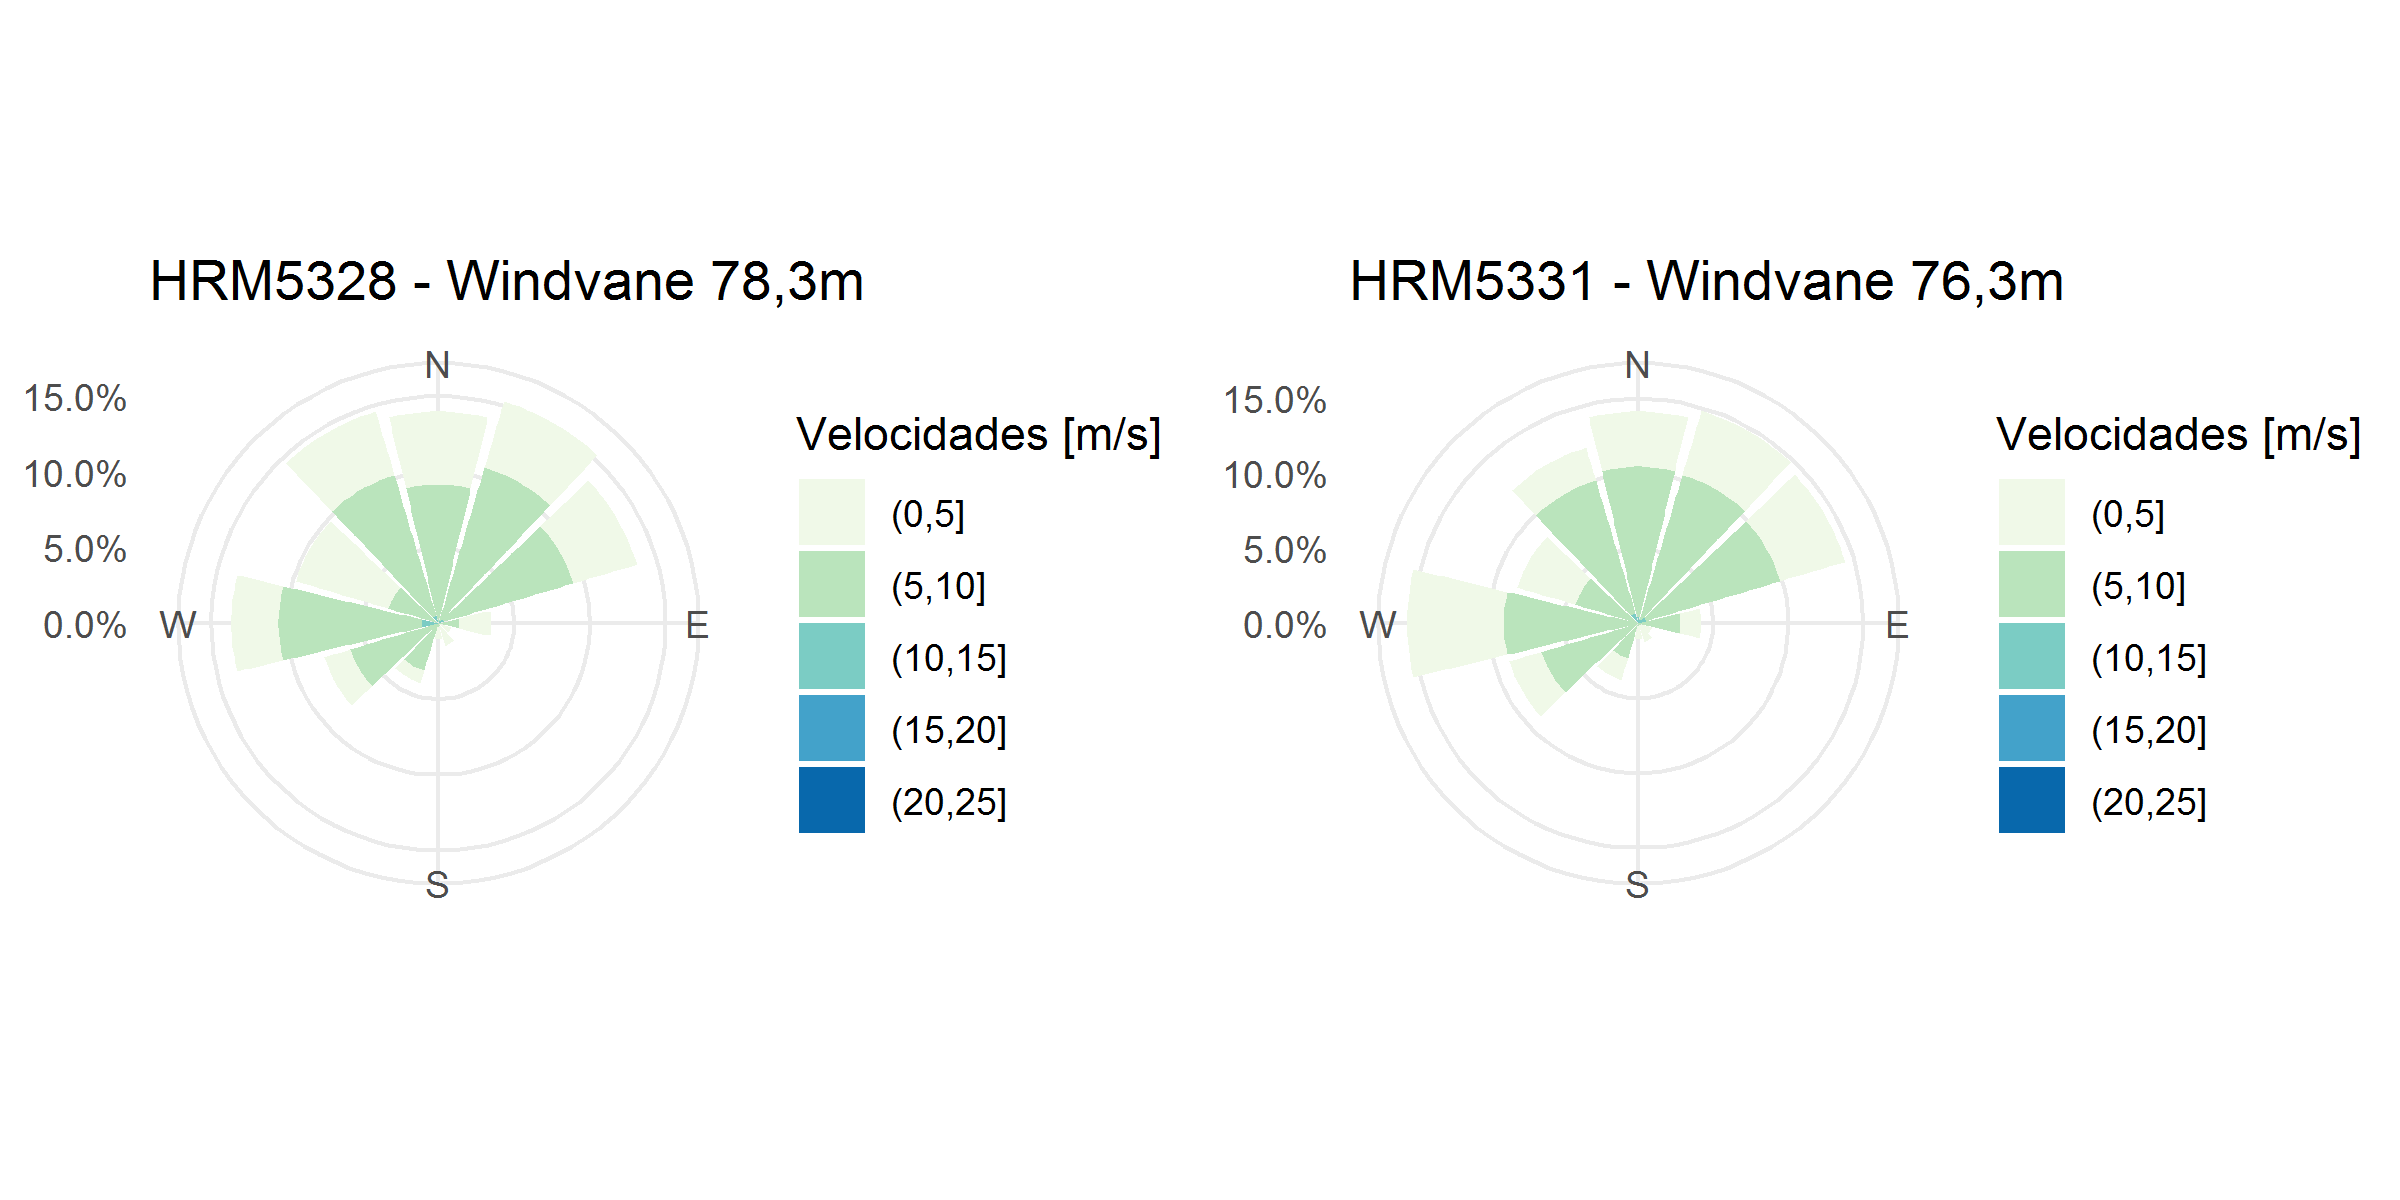 HRM5328 - Windvane 78,3m
N
15.0%
10.0%
5.0%
0.0%
W
E
S
Velocidades [m/s]
(0,5]
(5,10]
(10,15]
(15,20]
(20,25]
HRM5331 - Windvane 76,3m
N
15.0%
10.0%
5.0%
0.0%
W
E
S
Velocidades [m/s]
(0,5]
(5,10]
(10,15]
(15,20]
(20,25]